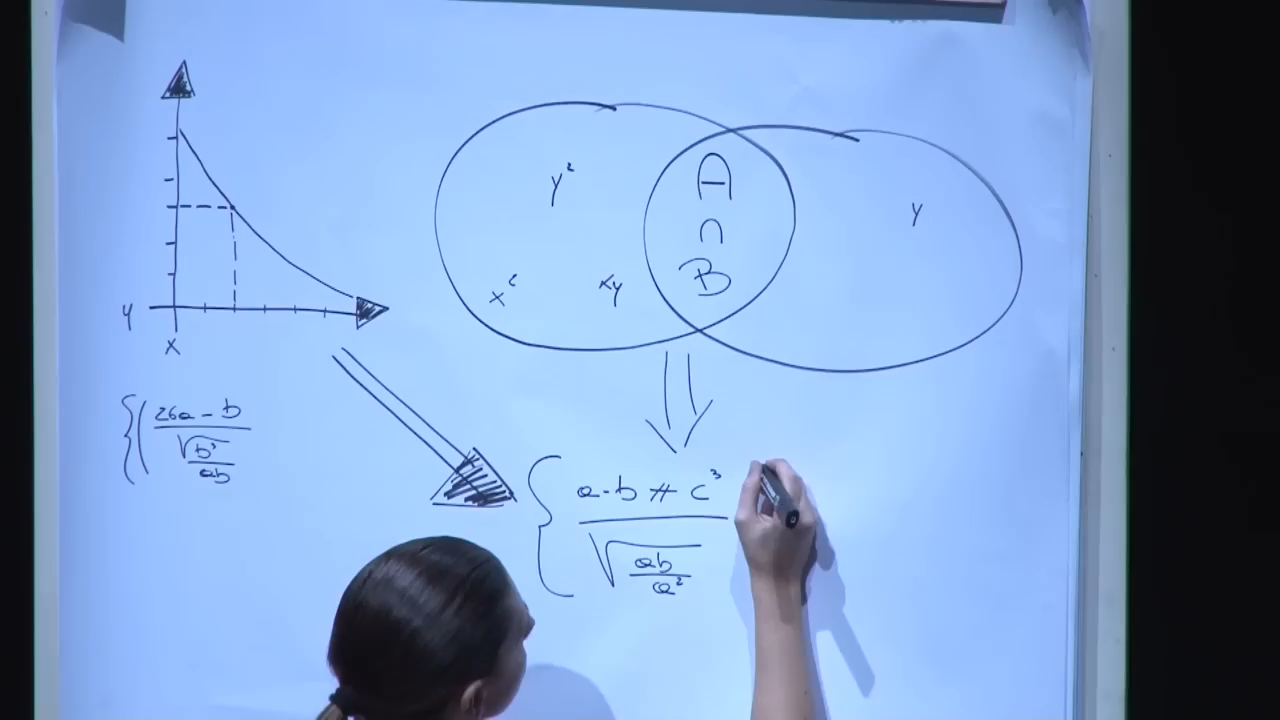 y²
A
∩
B
y
x²
xy
y
x
26a - b
√b³
ab
a-b # c³
√ab
a²